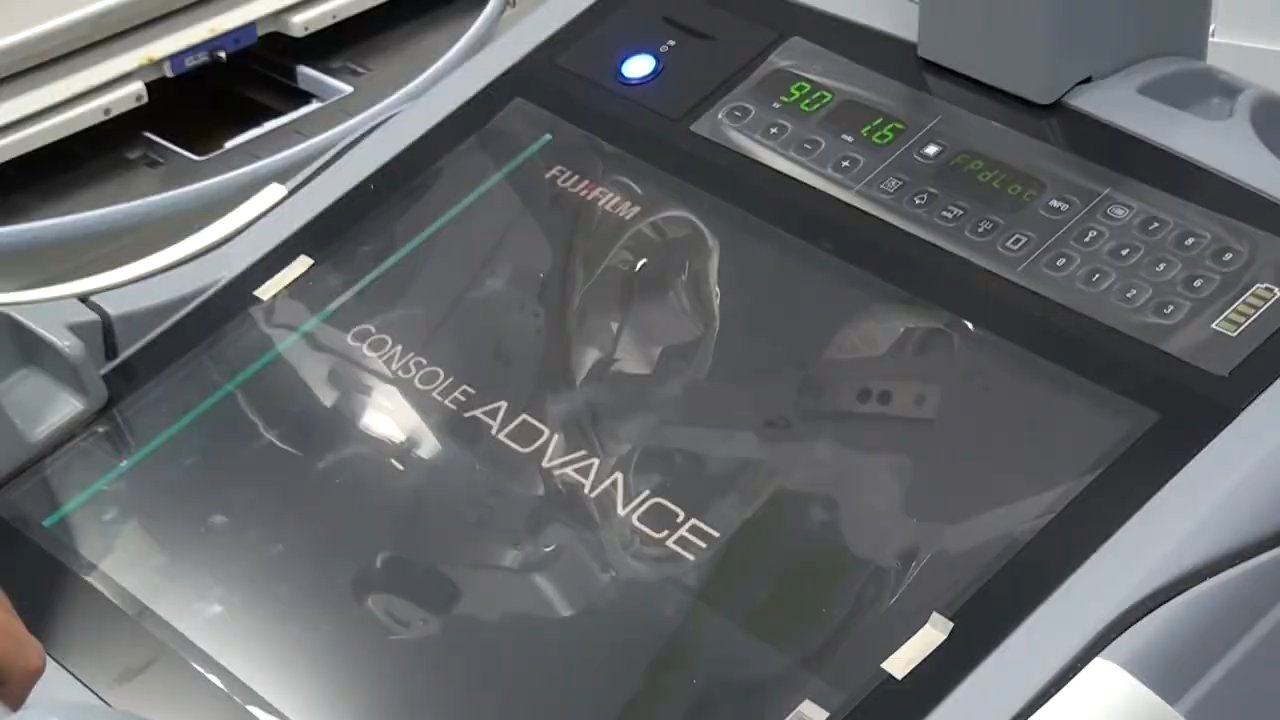 90
1.6
FPdLoc
INFO
7 8 9
4 5 6
0 1 2 3
FUJIFILM
CONSOLE ADVANCE